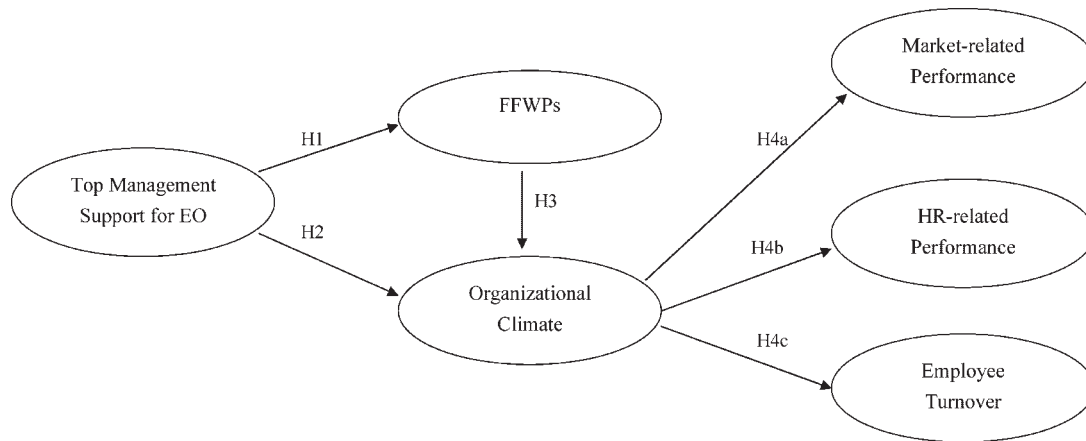 Market-related
Performance
FFWPs
H1
H4a
Top Management
Support for EO
H3
HR-related
Performance
H2
H4b
Organizational
Climate
H4c
Employee
Turnover